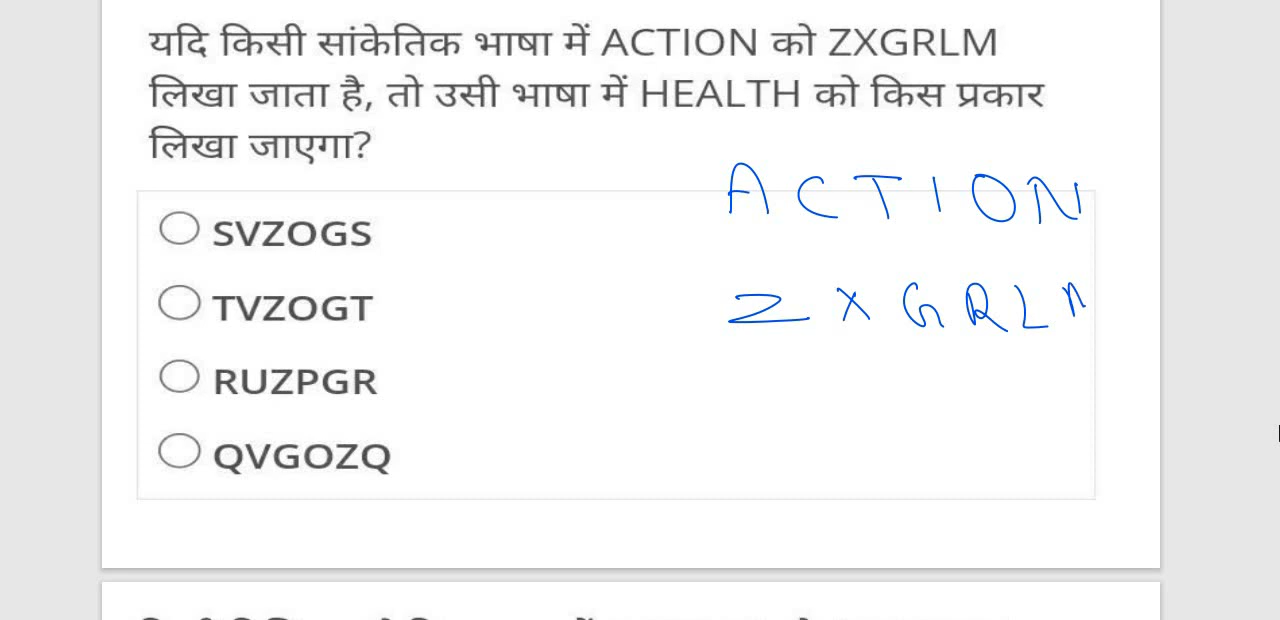 यदि किसी सांकेतिक भाषा में ACTION को ZXGRLM
लिखा जाता है, तो उसी भाषा में HEALTH को किस प्रकार
लिखा जाएगा?
ACTION
SVZOGS
TVZOGT
ZXGRLM
RUZPGR
QVGOZQ